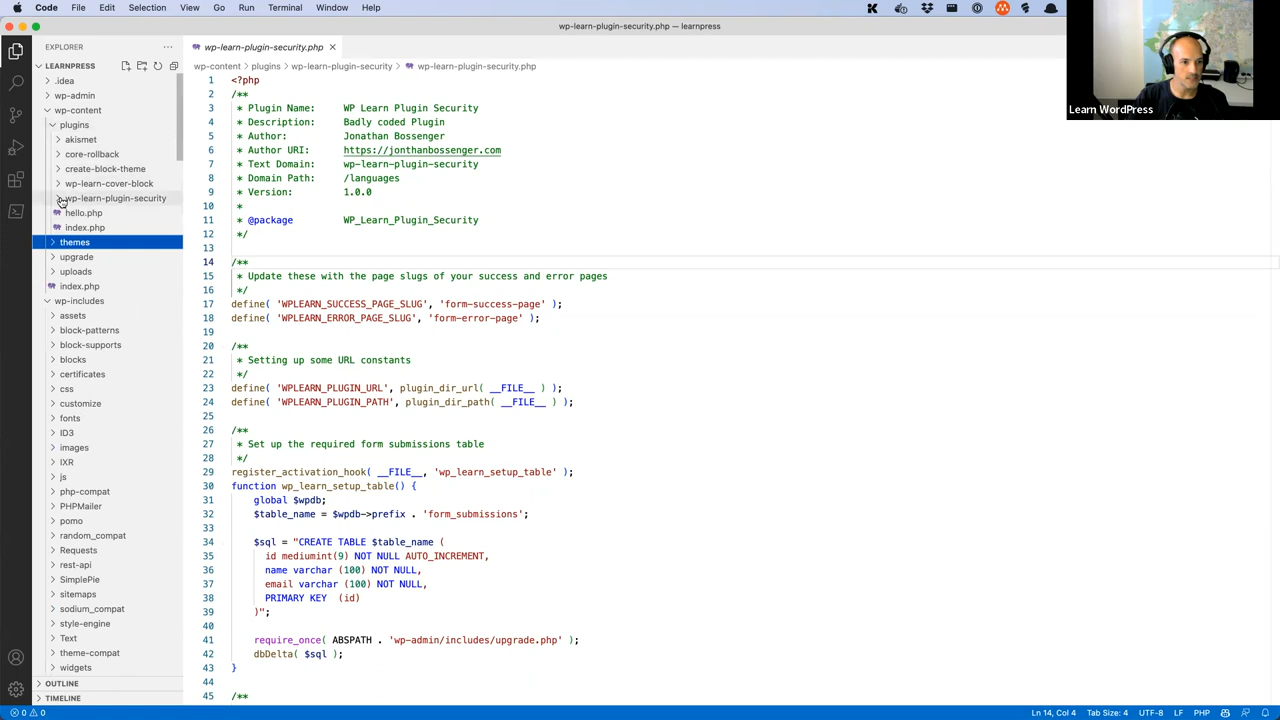 Code File Edit Selection View Go Run Terminal Window Help
wp-learn-plugin-security.php — learnpress
Learn WordPress
EXPLORER
LEARNPRESS
.idea
wp-admin
wp-content
plugins
akismet
core-rollback
create-block-theme
wp-learn-cover-block
wp-learn-plugin-security
hello.php
index.php
themes
upgrade
uploads
index.php
wp-includes
assets
block-patterns
block-supports
blocks
certificates
css
customize
fonts
ID3
images
IXR
js
php-compat
PHPMailer
pomo
random_compat
Requests
rest-api
SimplePie
sitemaps
sodium_compat
style-engine
Text
theme-compat
widgets
OUTLINE
TIMELINE
wp-learn-plugin-security.php
wp-content > plugins > wp-learn-plugin-security > wp-learn-plugin-security.php
1 <?php
2 /**
3 * Plugin Name: WP Learn Plugin Security
4 * Description: Badly coded Plugin
5 * Author: Jonathan Bossenger
6 * Author URI: https://jonthanbossenger.com
7 * Text Domain: wp-learn-plugin-security
8 * Domain Path: /languages
9 * Version: 1.0.0
10 *
11 * @package WP_Learn_Plugin_Security
12 */
13
14 /**
15 * Update these with the page slugs of your success and error pages
16 */
17 define( 'WPLEARN_SUCCESS_PAGE_SLUG', 'form-success-page' );
18 define( 'WPLEARN_ERROR_PAGE_SLUG', 'form-error-page' );
19
20 /**
21 * Setting up some URL constants
22 */
23 define( 'WPLEARN_PLUGIN_URL', plugin_dir_url( __FILE__ ) );
24 define( 'WPLEARN_PLUGIN_PATH', plugin_dir_path( __FILE__ ) );
25
26 /**
27 * Set up the required form submissions table
28 */
29 register_activation_hook( __FILE__, 'wp_learn_setup_table' );
30 function wp_learn_setup_table() {
31 global $wpdb;
32 $table_name = $wpdb->prefix . 'form_submissions';
33
34 $sql = "CREATE TABLE $table_name (
35 id mediumint(9) NOT NULL AUTO_INCREMENT,
36 name varchar (100) NOT NULL,
37 email varchar (100) NOT NULL,
38 PRIMARY KEY (id)
39 )";
40
41 require_once( ABSPATH . 'wp-admin/includes/upgrade.php' );
42 dbDelta( $sql );
43 }
44
45 /**
0 0 Ln 14, Col 4 Tab Size: 4 UTF-8 LF PHP